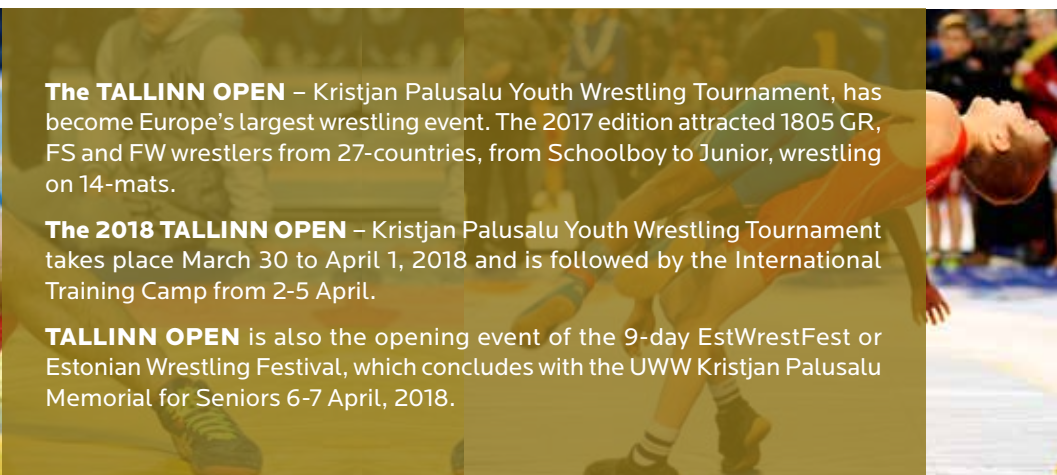 The TALLINN OPEN – Kristjan Palusalu Youth Wrestling Tournament, has
become Europe's largest wrestling event. The 2017 edition attracted 1805 GR,
FS and FW wrestlers from 27-countries, from Schoolboy to Junior, wrestling
on 14-mats.
The 2018 TALLINN OPEN – Kristjan Palusalu Youth Wrestling Tournament
takes place March 30 to April 1, 2018 and is followed by the International
Training Camp from 2-5 April.
TALLINN OPEN is also the opening event of the 9-day EstWrestFest or
Estonian Wrestling Festival, which concludes with the UWW Kristjan Palusalu
Memorial for Seniors 6-7 April, 2018.